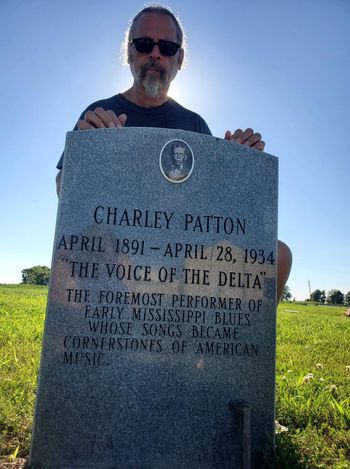 CHARLEY PATTON
APRIL 1891 – APRIL 28, 1934
"THE VOICE OF THE DELTA"
THE FOREMOST PERFORMER OF
EARLY MISSISSIPPI BLUES
WHOSE SONGS BECAME
CORNERSTONES OF AMERICAN
MUSIC.